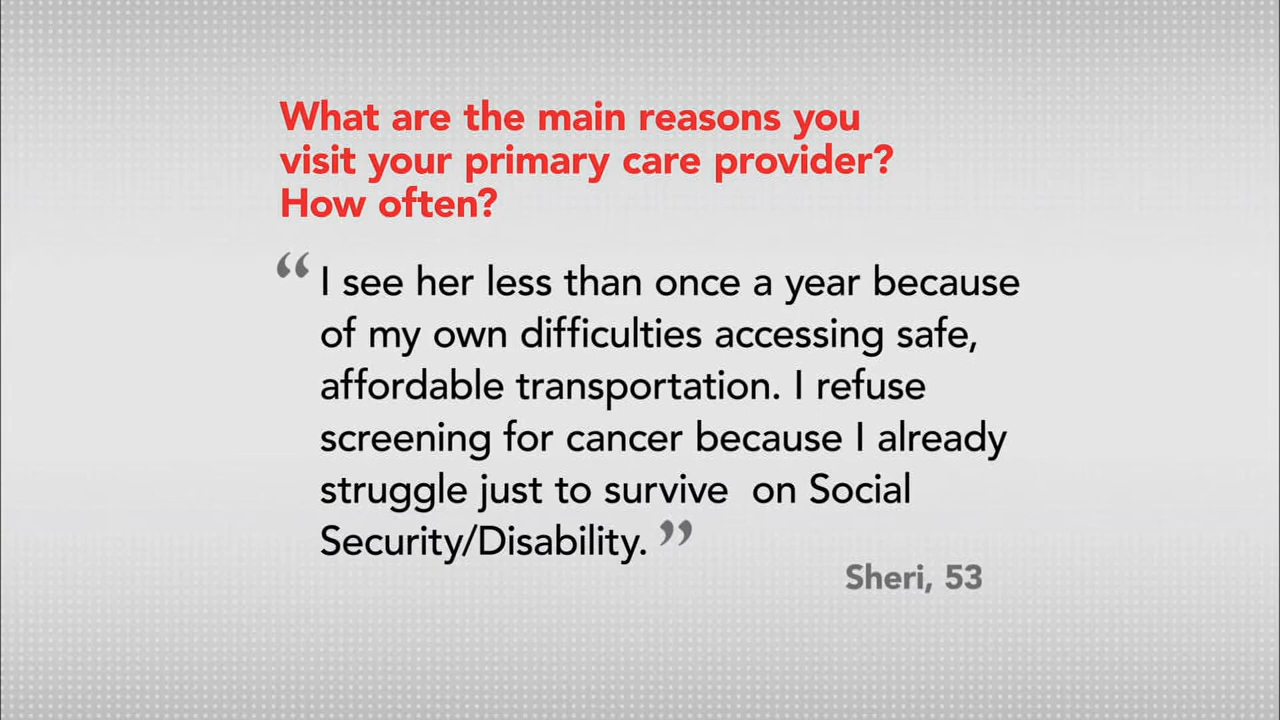 What are the main reasons you
visit your primary care provider?
How often?
“ I see her less than once a year because
of my own difficulties accessing safe,
affordable transportation. I refuse
screening for cancer because I already
struggle just to survive  on Social
Security/Disability. ”
Sheri, 53